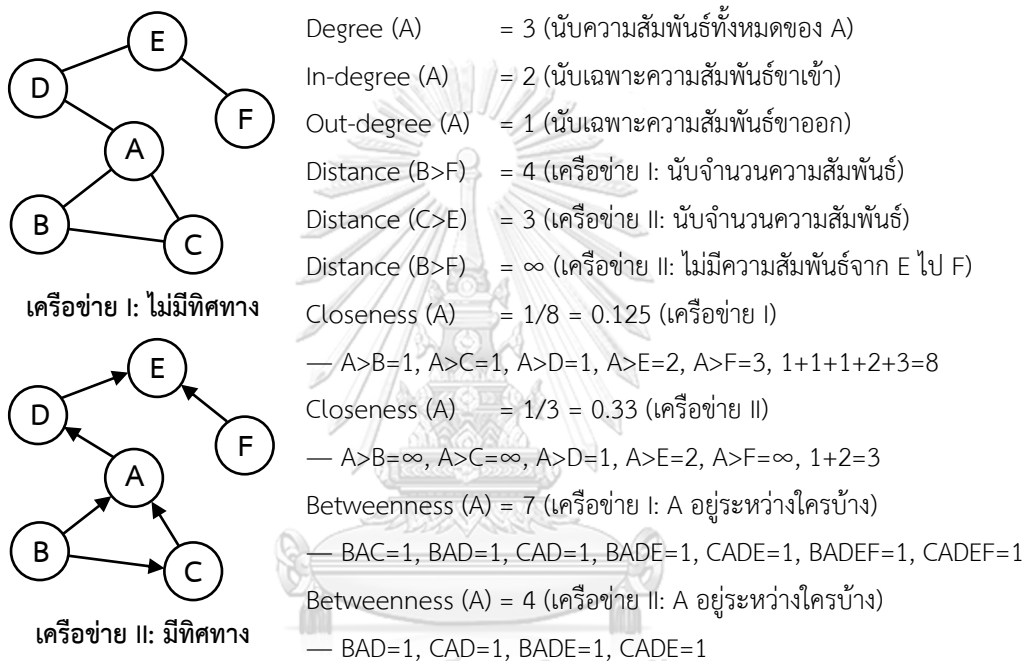 E
D
F
A
B
C
เครือข่าย I: ไม่มีทิศทาง
E
D
F
A
B
C
เครือข่าย II: มีทิศทาง
Degree (A) = 3 (นับความสัมพันธ์ทั้งหมดของ A)
In-degree (A) = 2 (นับเฉพาะความสัมพันธ์ขาเข้า)
Out-degree (A) = 1 (นับเฉพาะความสัมพันธ์ขาออก)
Distance (B>F) = 4 (เครือข่าย I: นับจำนวนความสัมพันธ์)
Distance (C>E) = 3 (เครือข่าย II: นับจำนวนความสัมพันธ์)
Distance (B>F) = ∞ (เครือข่าย II: ไม่มีความสัมพันธ์จาก E ไป F)
Closeness (A) = 1/8 = 0.125 (เครือข่าย I)
— A>B=1, A>C=1, A>D=1, A>E=2, A>F=3, 1+1+1+2+3=8
Closeness (A) = 1/3 = 0.33 (เครือข่าย II)
— A>B=∞, A>C=∞, A>D=1, A>E=2, A>F=∞, 1+2=3
Betweenness (A) = 7 (เครือข่าย I: A อยู่ระหว่างใครบ้าง)
— BAC=1, BAD=1, CAD=1, BADE=1, CADE=1, BADEF=1, CADEF=1
Betweenness (A) = 4 (เครือข่าย II: A อยู่ระหว่างใครบ้าง)
— BAD=1, CAD=1, BADE=1, CADE=1